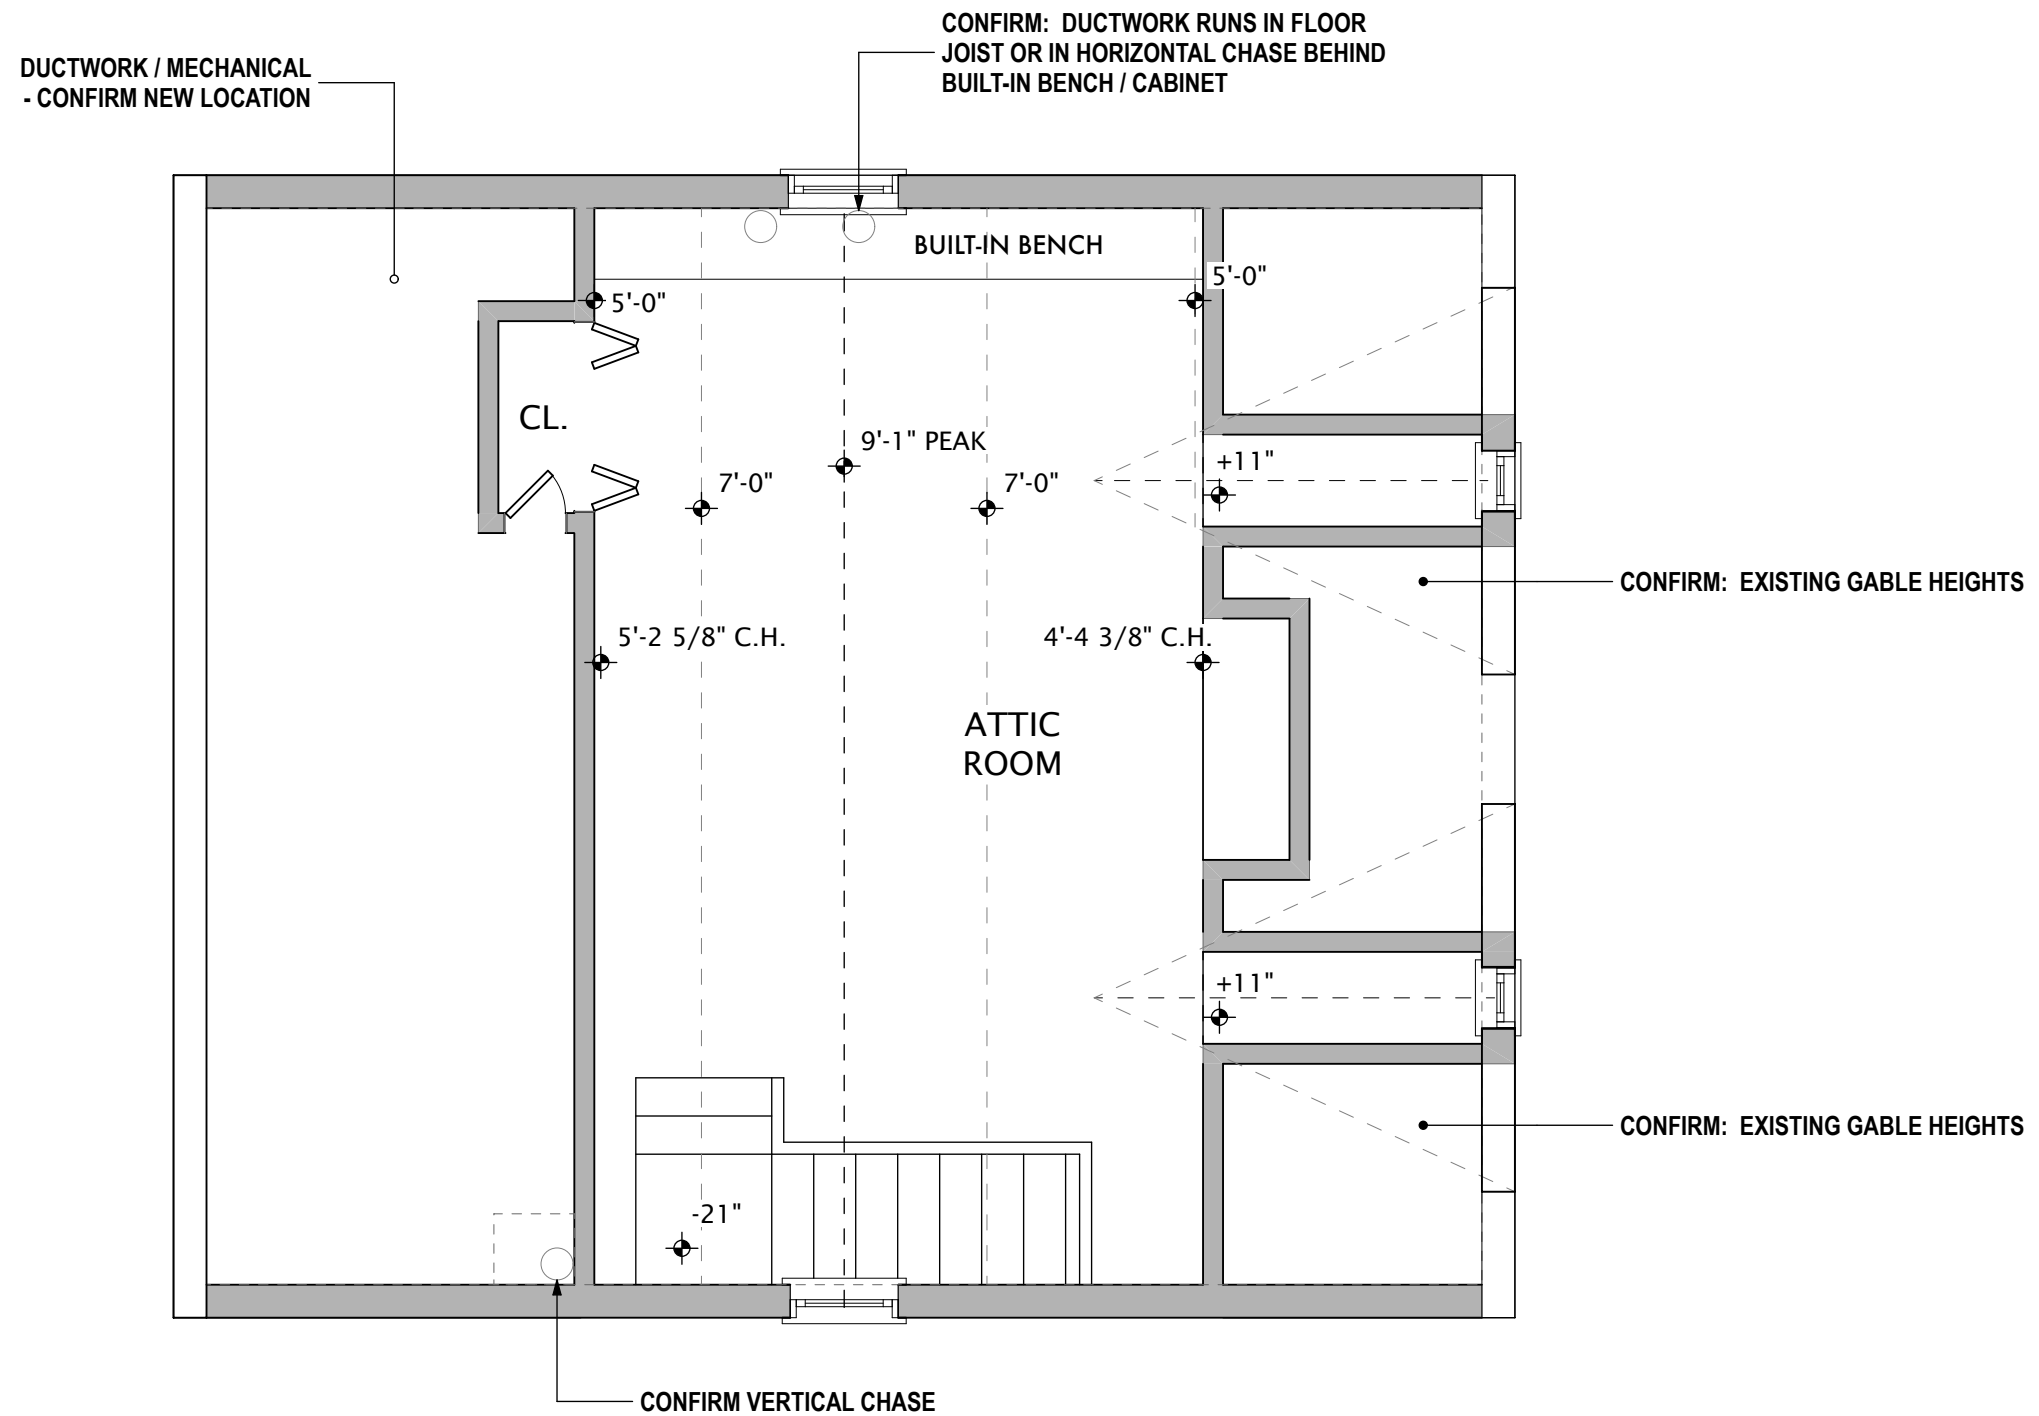 CONFIRM: DUCTWORK RUNS IN FLOOR
JOIST OR IN HORIZONTAL CHASE BEHIND
BUILT-IN BENCH / CABINET
DUCTWORK / MECHANICAL
- CONFIRM NEW LOCATION
BUILT-IN BENCH
5'-0"
5'-0"
CL.
9'-1" PEAK
+11"
7'-0"
7'-0"
CONFIRM: EXISTING GABLE HEIGHTS
5'-2 5/8" C.H.
4'-4 3/8" C.H.
ATTIC
ROOM
+11"
CONFIRM: EXISTING GABLE HEIGHTS
-21"
CONFIRM VERTICAL CHASE